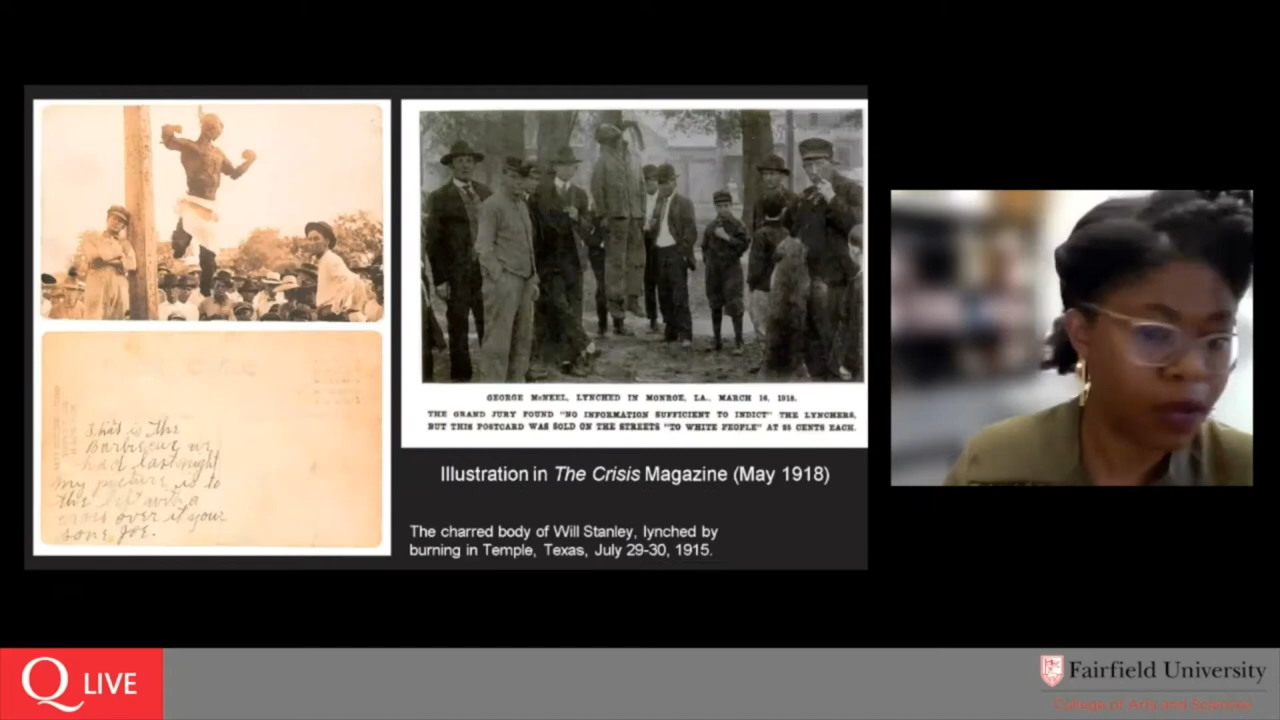 This is the
Barbecue we
had last night
my picture is to
the left with a
cross over it your
sone Joe.
GEORGE McNEEL, LYNCHED IN MONROE, LA., MARCH 16, 1918.
THE GRAND JURY FOUND "NO INFORMATION SUFFICIENT TO INDICT" THE LYNCHERS,
BUT THIS POSTCARD WAS SOLD ON THE STREETS "TO WHITE PEOPLE" AT 25 CENTS EACH.
Illustration in The Crisis Magazine (May 1918)
The charred body of Will Stanley, lynched by
burning in Temple, Texas, July 29-30, 1915.
Q LIVE
Fairfield University
College of Arts and Sciences